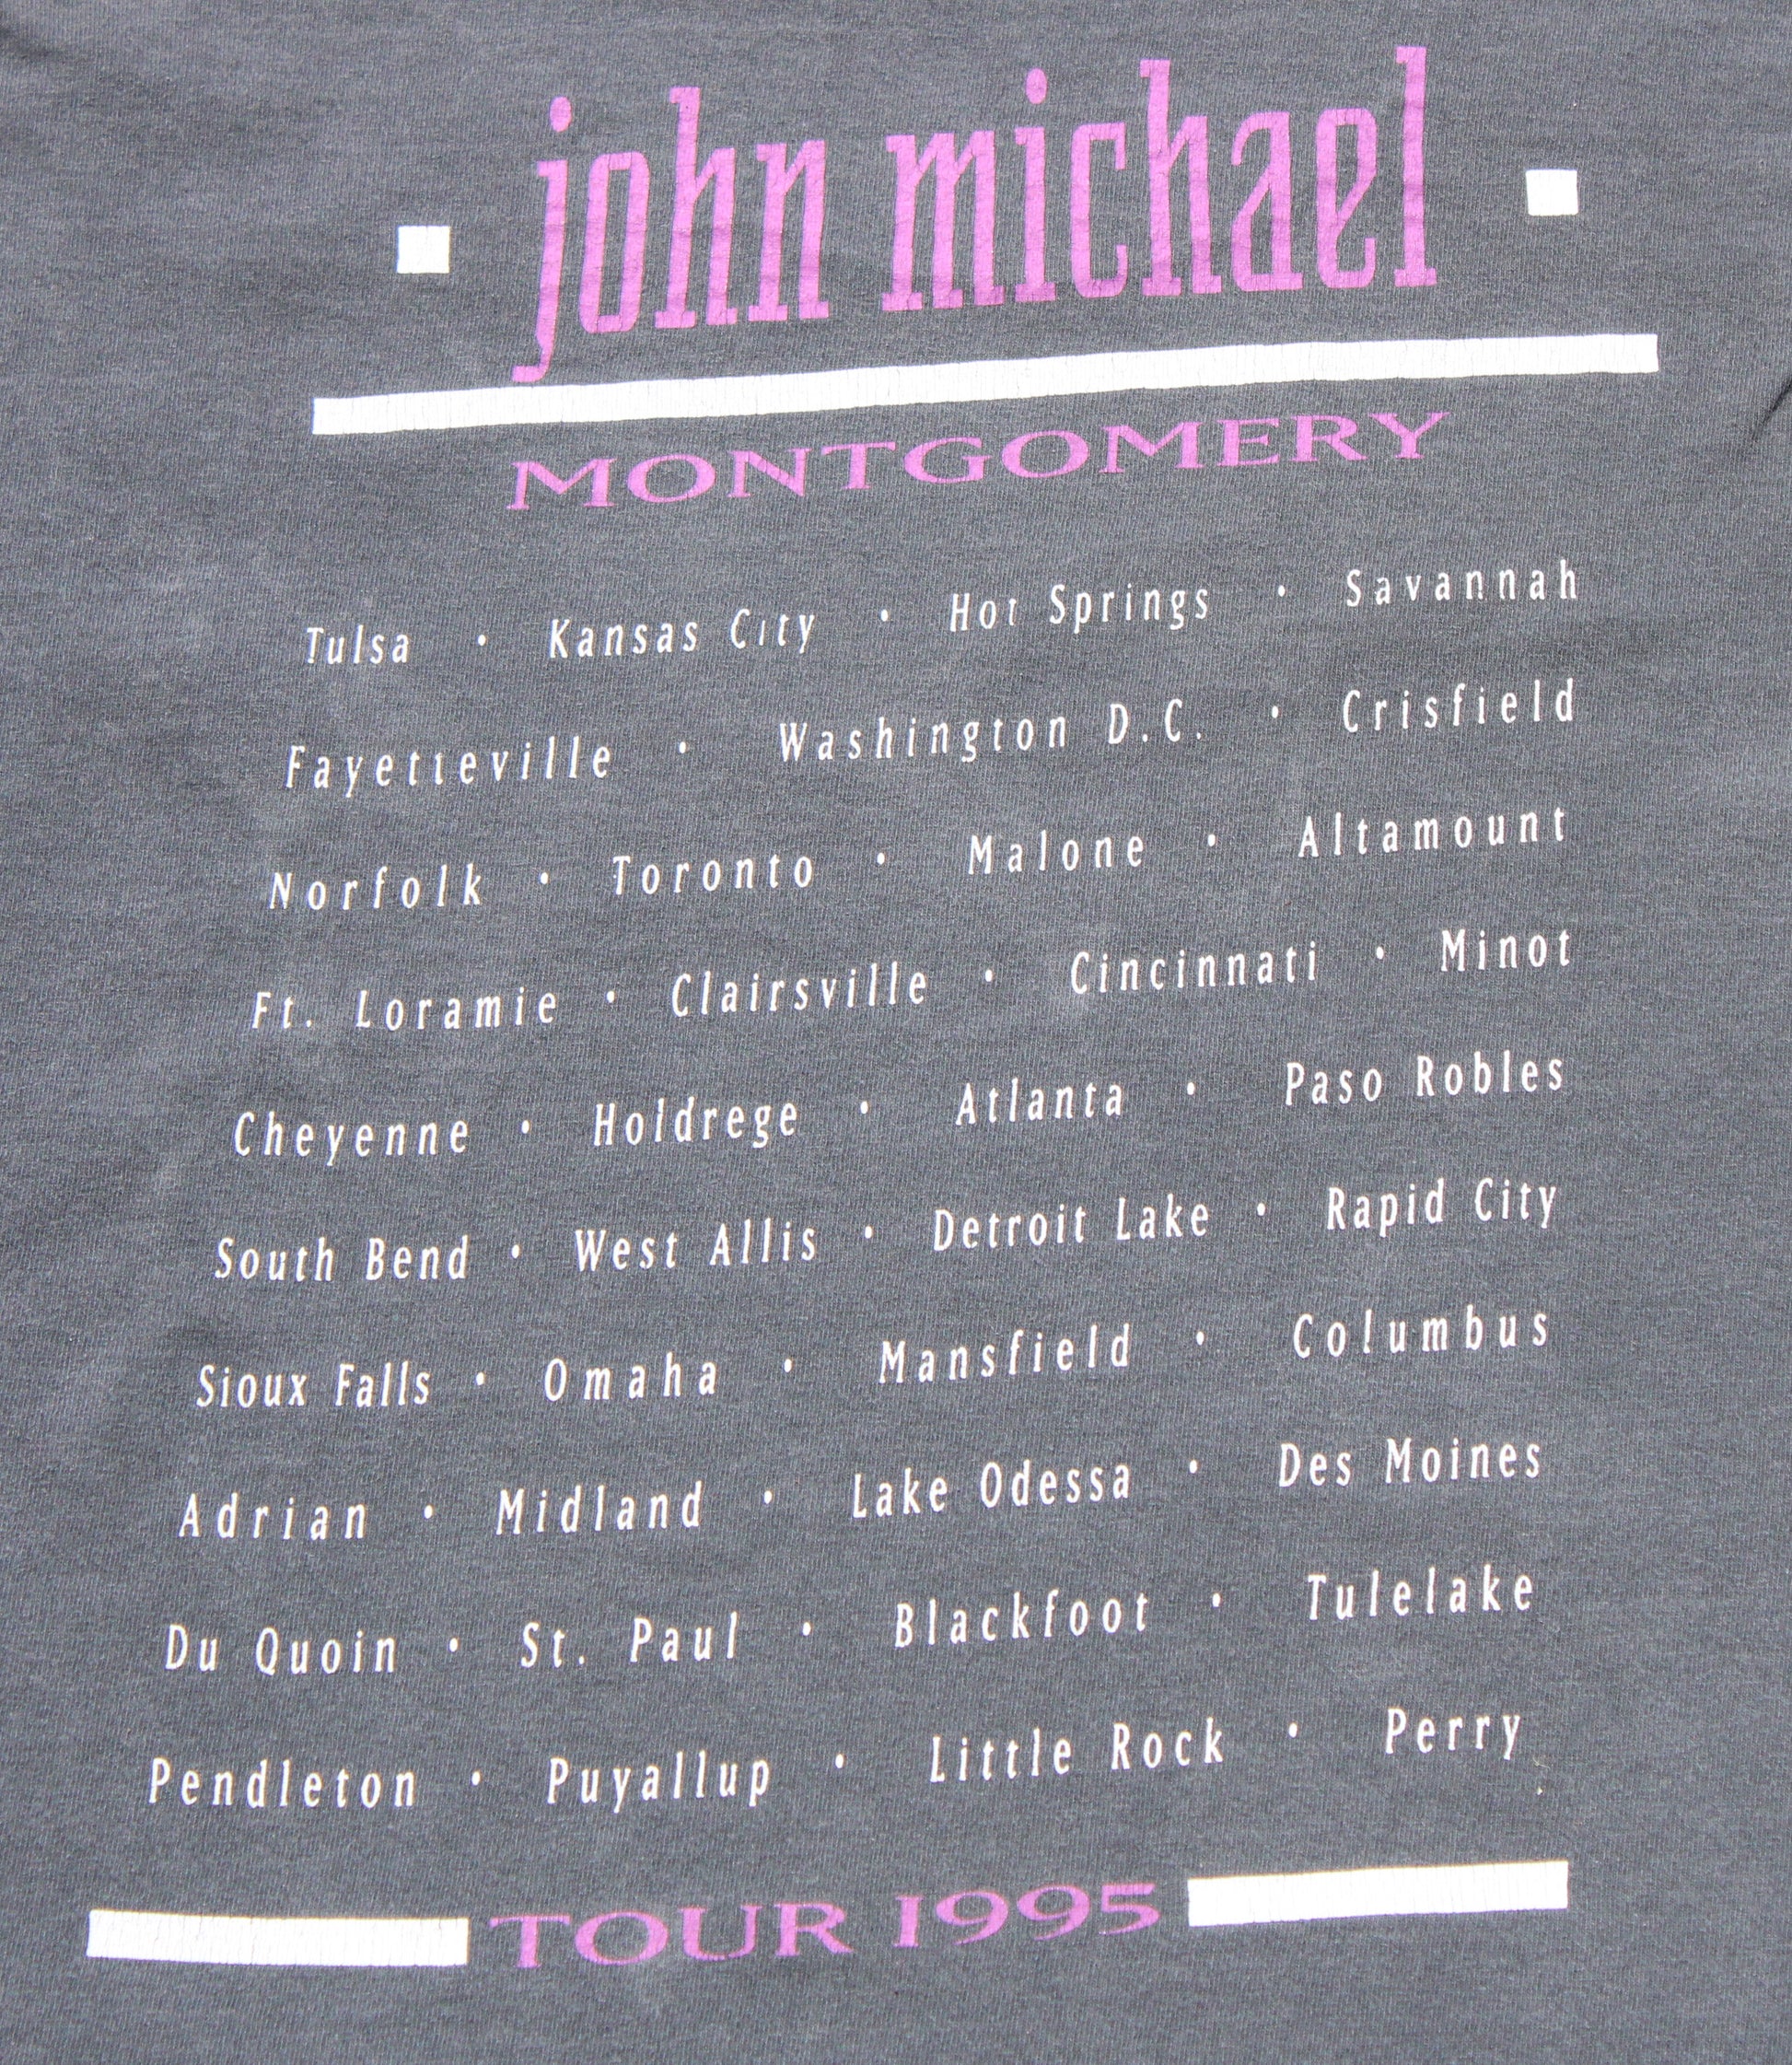 john michael
MONTGOMERY
Tulsa · Kansas City · Hot Springs · Savannah
Fayetteville · Washington D.C. · Crisfield
Norfolk · Toronto · Malone · Altamount
Ft. Loramie · Clairsville · Cincinnati · Minot
Cheyenne · Holdrege · Atlanta · Paso Robles
South Bend · West Allis · Detroit Lake · Rapid City
Sioux Falls · Omaha · Mansfield · Columbus
Adrian · Midland · Lake Odessa · Des Moines
Du Quoin · St. Paul · Blackfoot · Tulelake
Pendleton · Puyallup · Little Rock · Perry
TOUR 1995